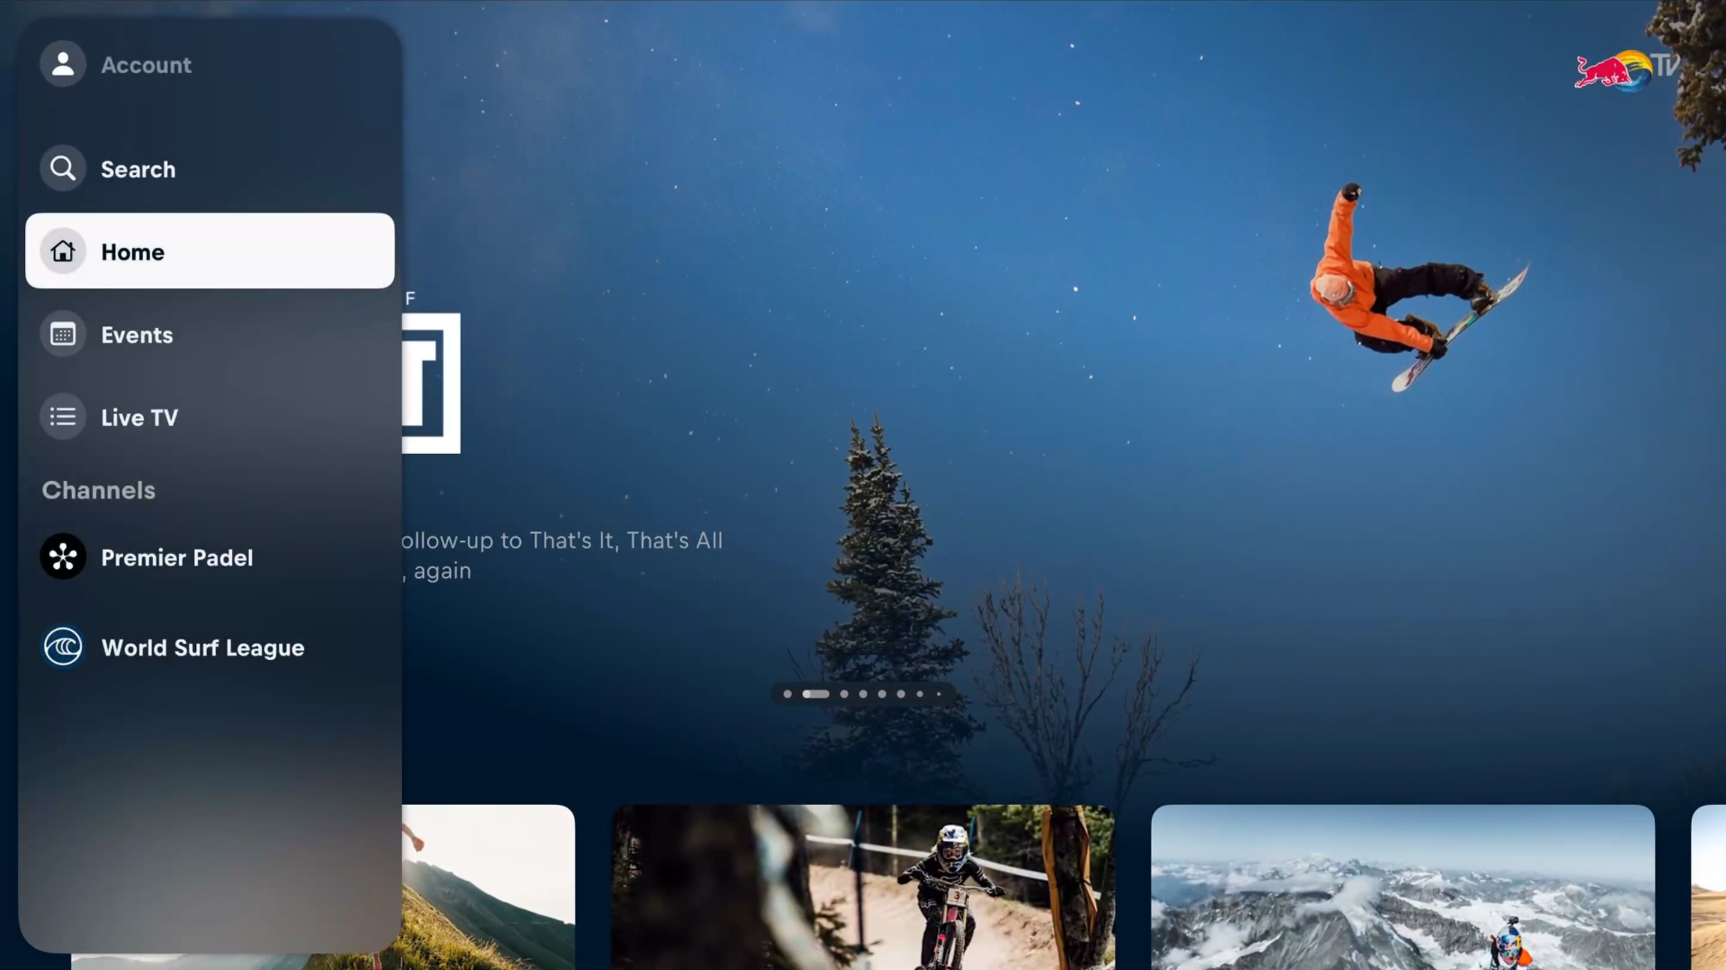 Account
Search
Home
Events
Live TV
Channels
Premier Padel
World Surf League
F
T
ollow-up to That's It, That's All
, again
TV
3